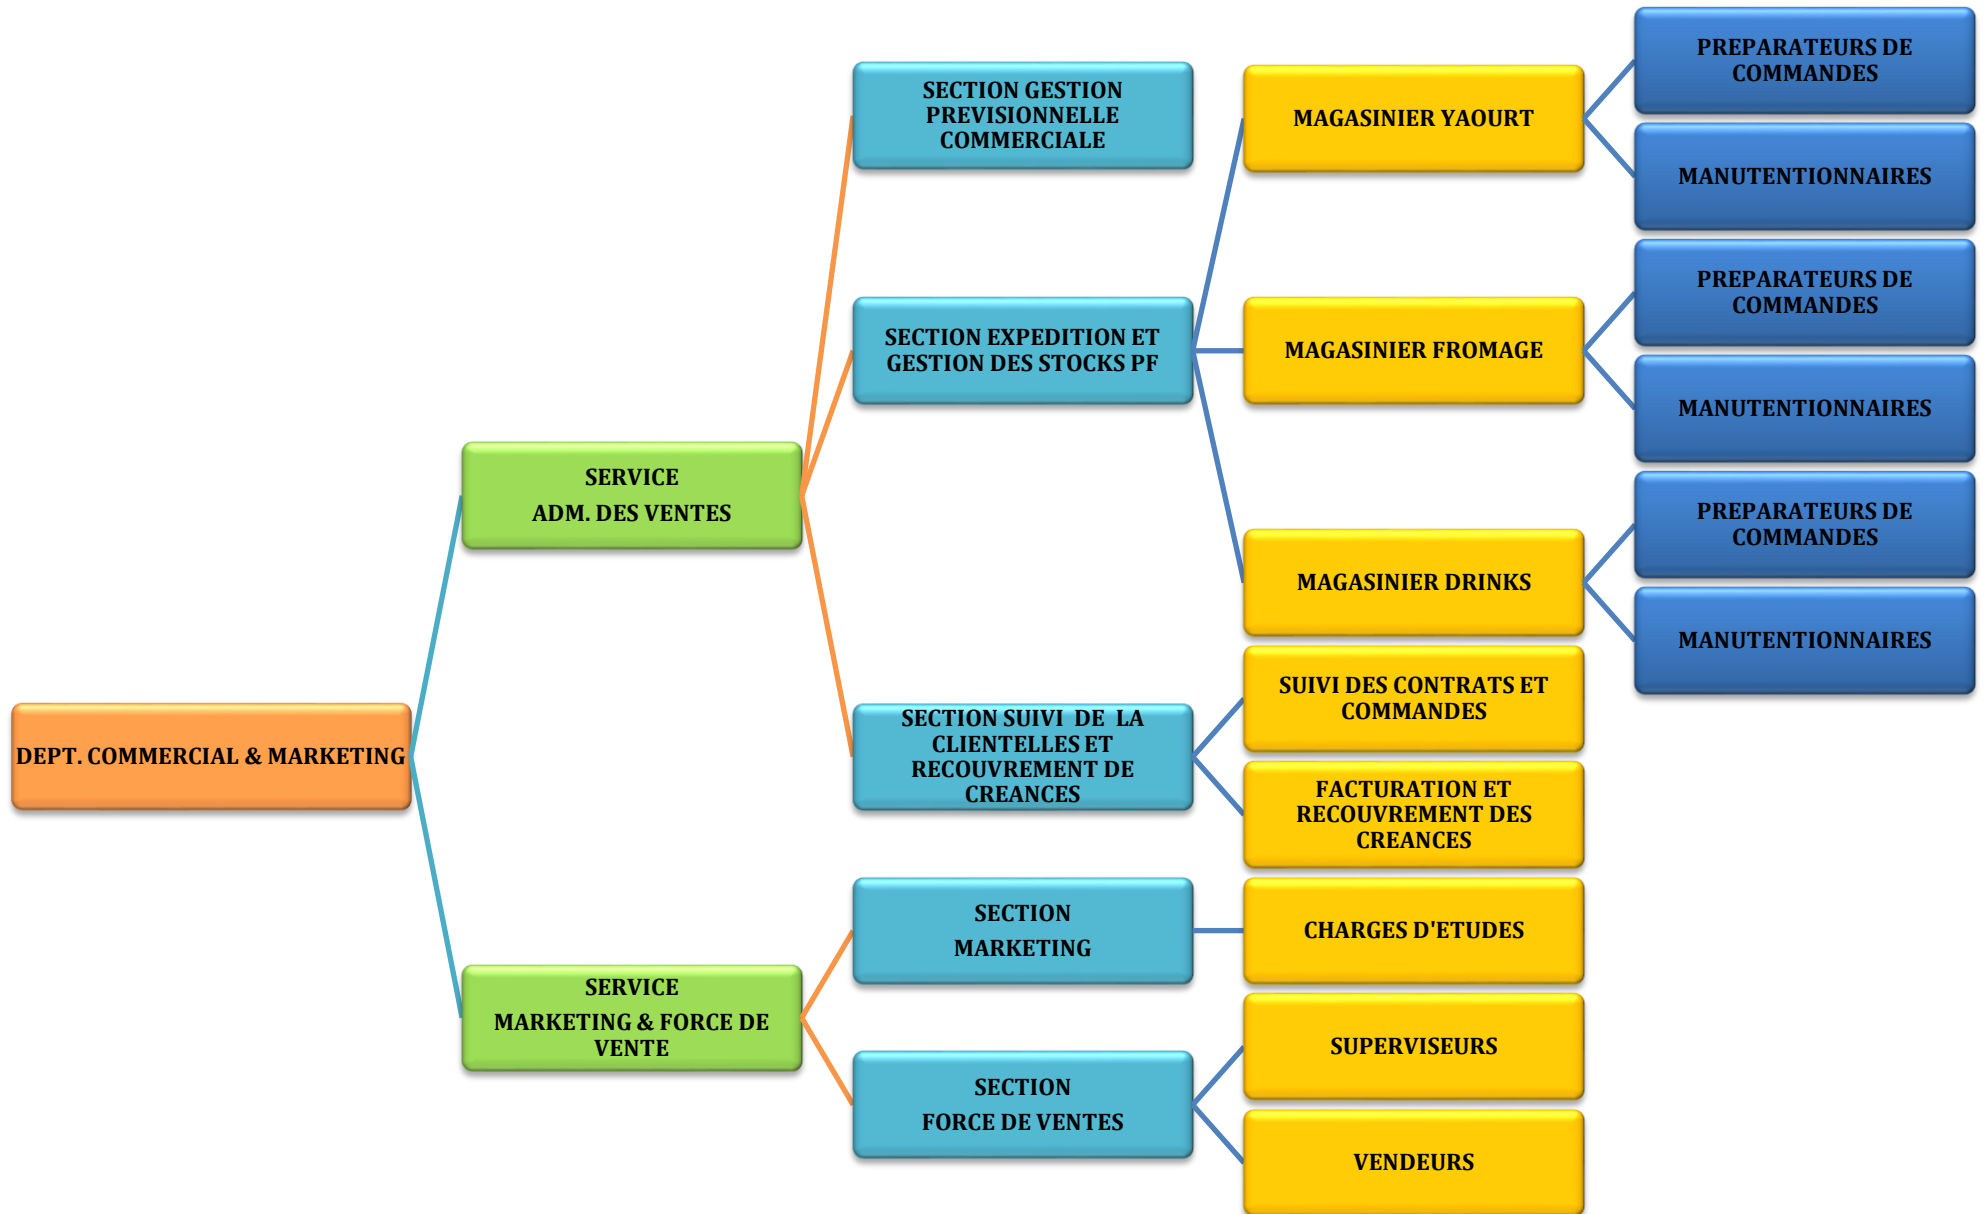 DEPT. COMMERCIAL & MARKETING
SERVICE
ADM. DES VENTES
SECTION GESTION
PREVISIONNELLE
COMMERCIALE
SECTION EXPEDITION ET
GESTION DES STOCKS PF
MAGASINIER YAOURT
PREPARATEURS DE
COMMANDES
MANUTENTIONNAIRES
MAGASINIER FROMAGE
PREPARATEURS DE
COMMANDES
MANUTENTIONNAIRES
MAGASINIER DRINKS
PREPARATEURS DE
COMMANDES
MANUTENTIONNAIRES
SECTION SUIVI DE LA
CLIENTELLES ET
RECOUVREMENT DE
CREANCES
SUIVI DES CONTRATS ET
COMMANDES
FACTURATION ET
RECOUVREMENT DES
CREANCES
SERVICE
MARKETING & FORCE DE
VENTE
SECTION
MARKETING
CHARGES D'ETUDES
SECTION
FORCE DE VENTES
SUPERVISEURS
VENDEURS